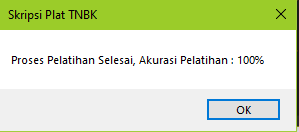 Skripsi Plat TNBK
Proses Pelatihan Selesai, Akurasi Pelatihan : 100%
OK